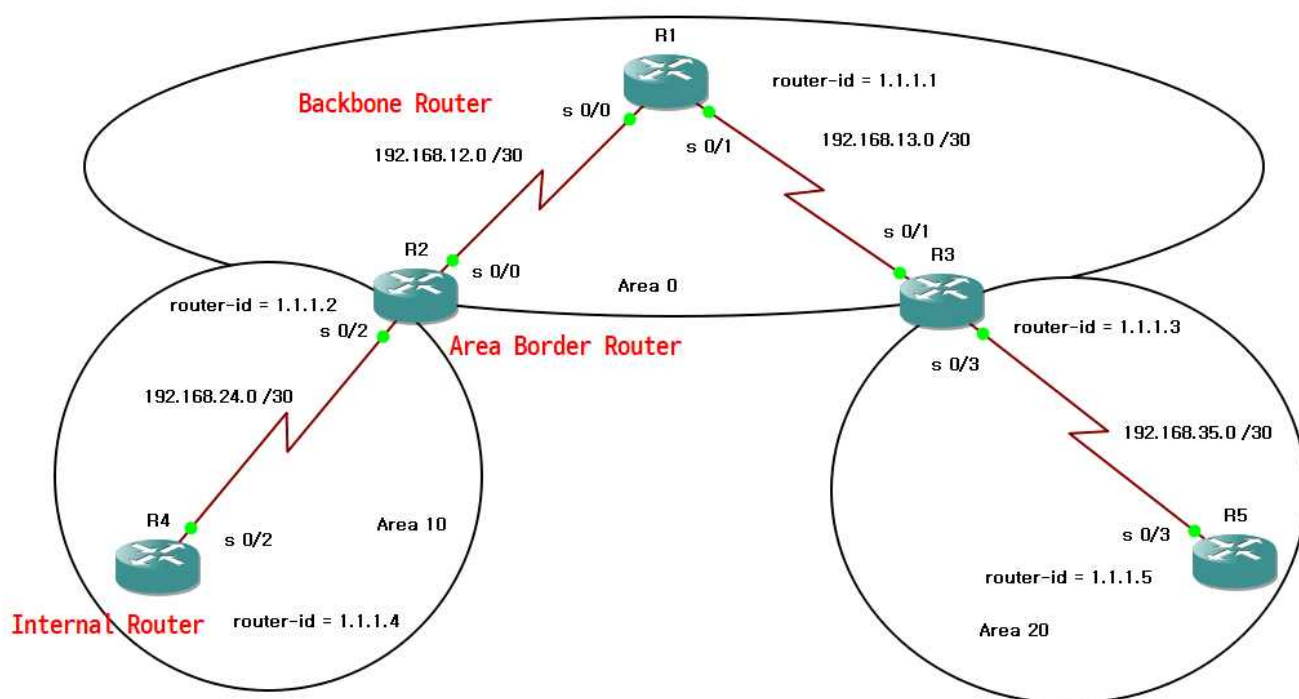 R1
router-id = 1.1.1.1
Backbone Router
s 0/0
s 0/1
192.168.12.0 /30
192.168.13.0 /30
R2
s 0/0
s 0/1
R3
Area 0
router-id = 1.1.1.2
s 0/2
Area Border Router
router-id = 1.1.1.3
s 0/3
192.168.24.0 /30
192.168.35.0 /30
R4
s 0/2
Area 10
R5
s 0/3
router-id = 1.1.1.5
Internal Router
router-id = 1.1.1.4
Area 20